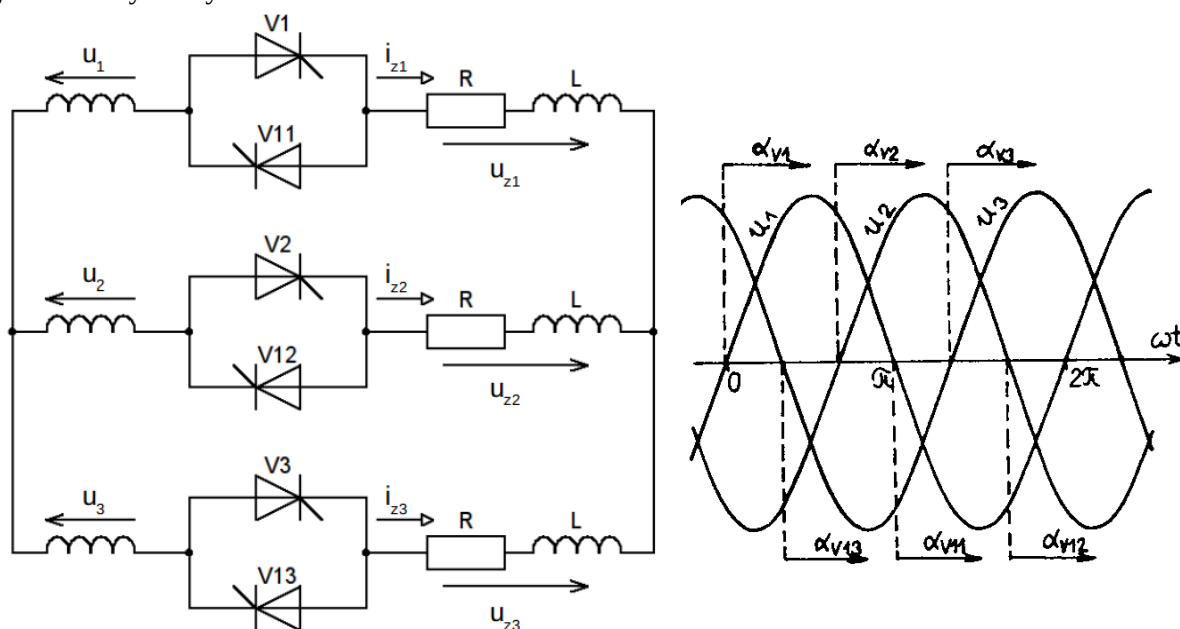 V1
u1
iz1
R
L
V11
uz1
V2
u2
iz2
R
L
V12
uz2
V3
u3
iz3
R
L
V13
uz3
αV1
αV2
αV3
u1
u2
u3
ωt
0
π
2π
αV13
αV11
αV12